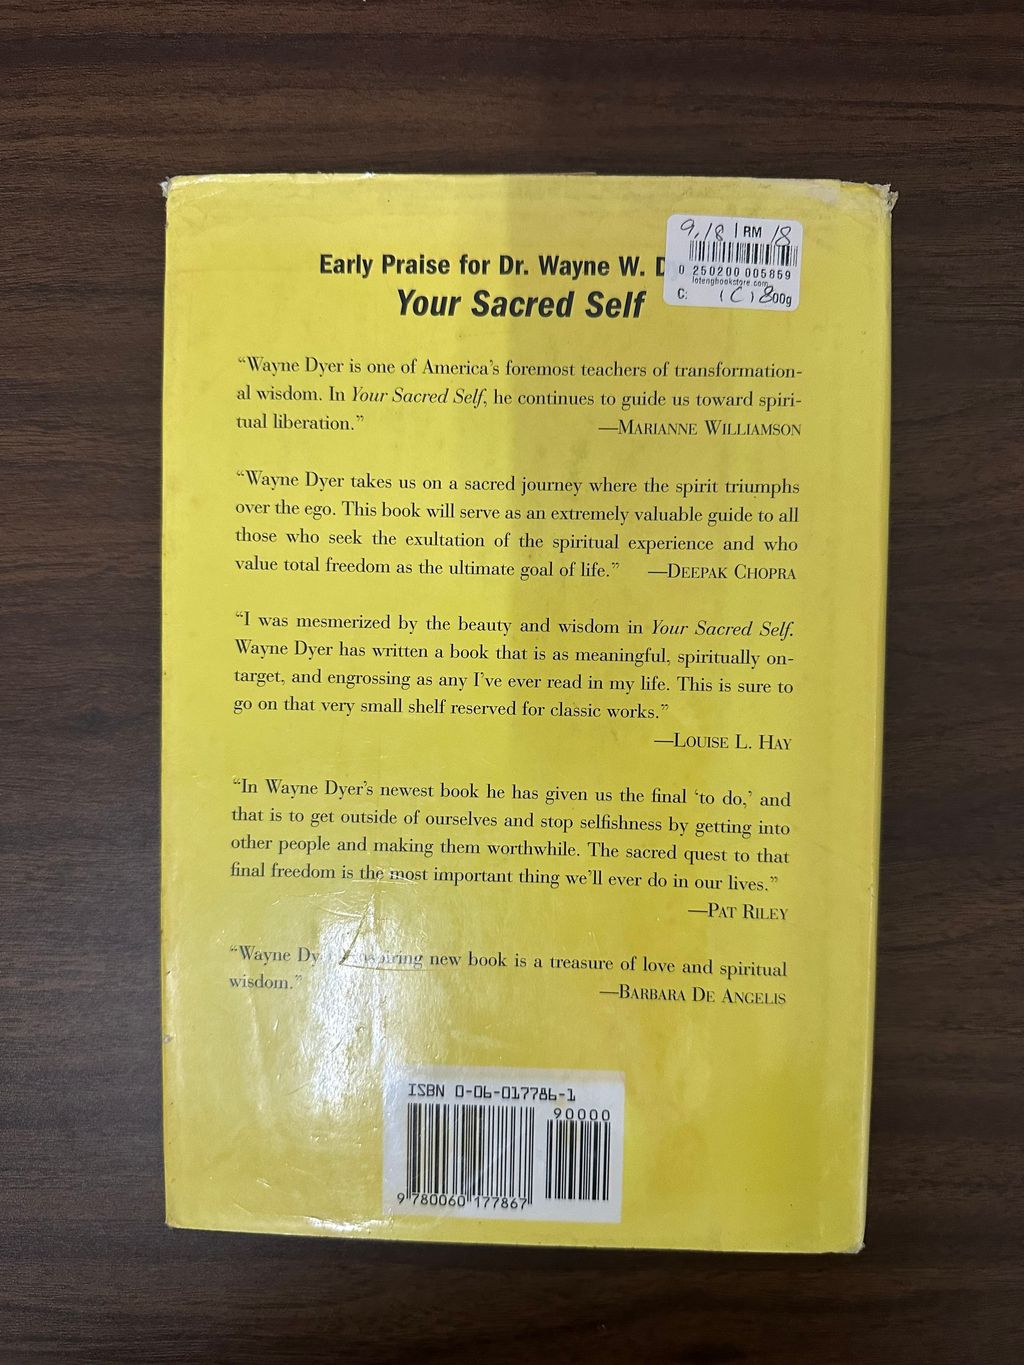 9.18 | RM 18
0 250200 005859
lotengbookstore.com
C: 1C18 00g
Early Praise for Dr. Wayne W. D
Your Sacred Self
“Wayne Dyer is one of America’s foremost teachers of transformation-
al wisdom. In Your Sacred Self, he continues to guide us toward spiri-
tual liberation.” —MARIANNE WILLIAMSON
“Wayne Dyer takes us on a sacred journey where the spirit triumphs
over the ego. This book will serve as an extremely valuable guide to all
those who seek the exultation of the spiritual experience and who
value total freedom as the ultimate goal of life.” —DEEPAK CHOPRA
“I was mesmerized by the beauty and wisdom in Your Sacred Self.
Wayne Dyer has written a book that is as meaningful, spiritually on-
target, and engrossing as any I’ve ever read in my life. This is sure to
go on that very small shelf reserved for classic works.”
—LOUISE L. HAY
“In Wayne Dyer’s newest book he has given us the final ‘to do,’ and
that is to get outside of ourselves and stop selfishness by getting into
other people and making them worthwhile. The sacred quest to that
final freedom is the most important thing we’ll ever do in our lives.”
—PAT RILEY
“Wayne Dy inspiring new book is a treasure of love and spiritual
wisdom.” —BARBARA DE ANGELIS
ISBN 0-06-017786-1
90000
9 780060 177867